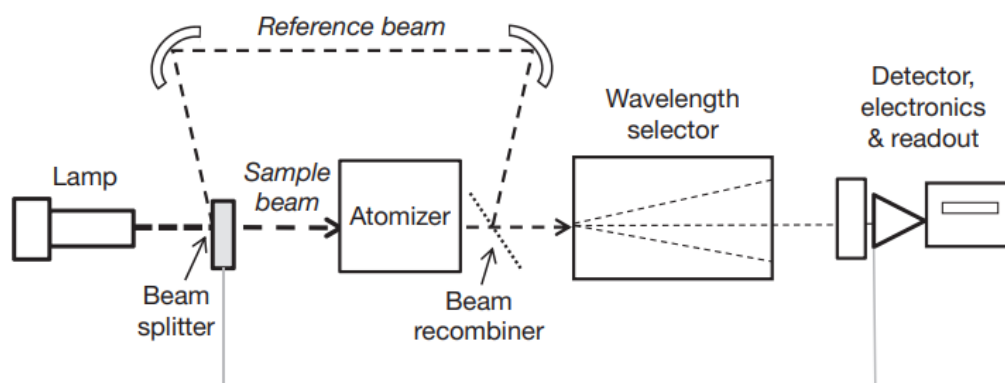 Reference beam
Detector,
electronics
& readout
Wavelength
selector
Lamp
Sample
beam
Atomizer
Beam
splitter
Beam
recombiner